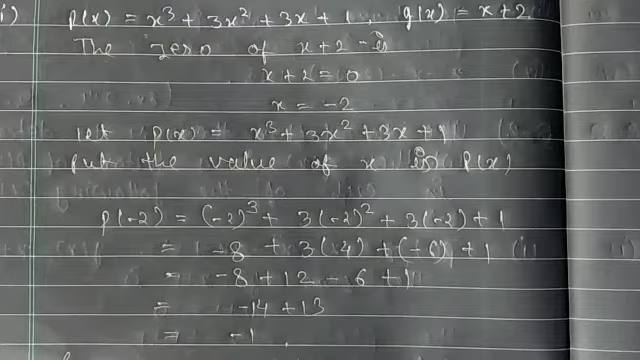 i) p(x) = x³ + 3x² + 3x + 1, g(x) = x+2
The zero of x+2 is
x+2 = 0
x = -2
let p(x) = x³ + 3x² + 3x + 1
put the value of x in p(x)
p(-2) = (-2)³ + 3(-2)² + 3(-2) + 1
= -8 + 3(4) + (-6) + 1
= -8 + 12 - 6 + 1
= -14 + 13
= -1